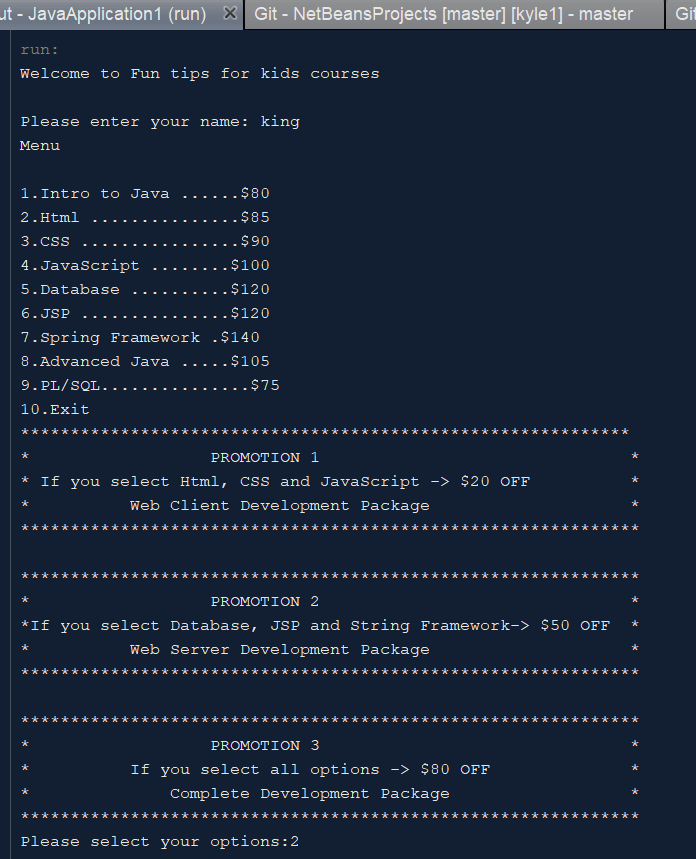 ut - JavaApplication1 (run) Git - NetBeansProjects [master] [kyle1] - master Git
run:
Welcome to Fun tips for kids courses
Please enter your name: king
Menu
1.Intro to Java ......$80
2.Html ...............$85
3.CSS ................$90
4.JavaScript ........$100
5.Database ..........$120
6.JSP ...............$120
7.Spring Framework .$140
8.Advanced Java .....$105
9.PL/SQL...............$75
10.Exit
*************************************************************
*                  PROMOTION 1                               *
* If you select Html, CSS and JavaScript -> $20 OFF          *
*          Web Client Development Package                    *
**************************************************************
**************************************************************
*                  PROMOTION 2                               *
*If you select Database, JSP and String Framework-> $50 OFF  *
*          Web Server Development Package                    *
**************************************************************
**************************************************************
*                  PROMOTION 3                               *
*          If you select all options -> $80 OFF              *
*              Complete Development Package                  *
**************************************************************
Please select your options:2